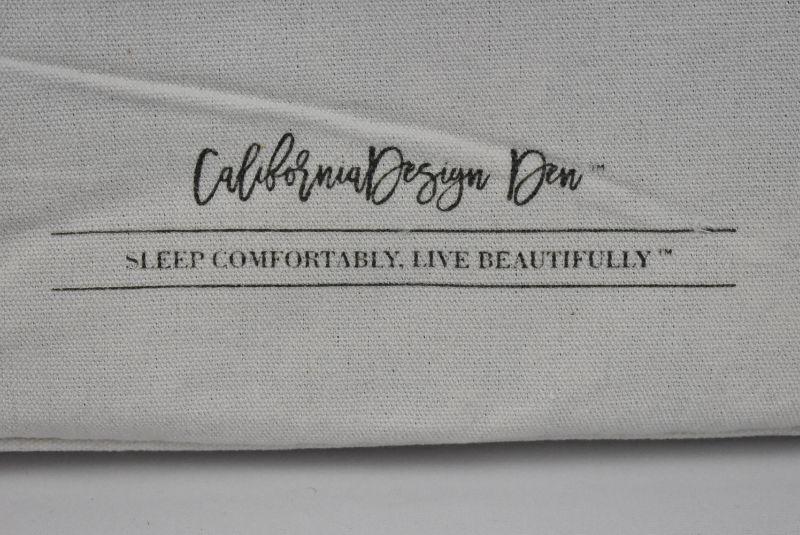 CaliforniaDesign Den™
SLEEP COMFORTABLY, LIVE BEAUTIFULLY™